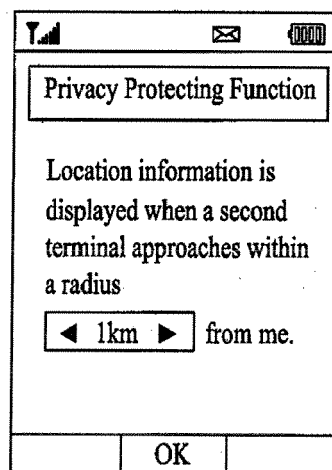 Privacy Protecting Function
Location information is
displayed when a second
terminal approaches within
a radius
◀ 1km ▶ from me.
OK